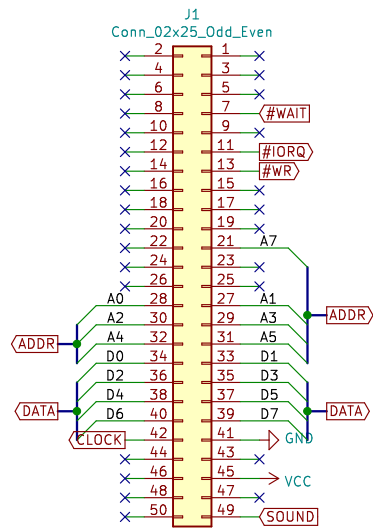 J1
Conn_02x25_Odd_Even
2 1
4 3
6 5
8 7 #WAIT
10 9
12 11 #IORQ
14 13 #WR
16 15
18 17
20 19
22 21 A7
24 23
26 25
A0 28 27 A1
A2 30 29 A3 ADDR
ADDR A4 32 31 A5
D0 34 33 D1
D2 36 35 D3
D4 38 37 D5
DATA D6 40 39 D7 DATA
CLOCK 42 41 GND
44 43
46 45 VCC
48 47
50 49 SOUND